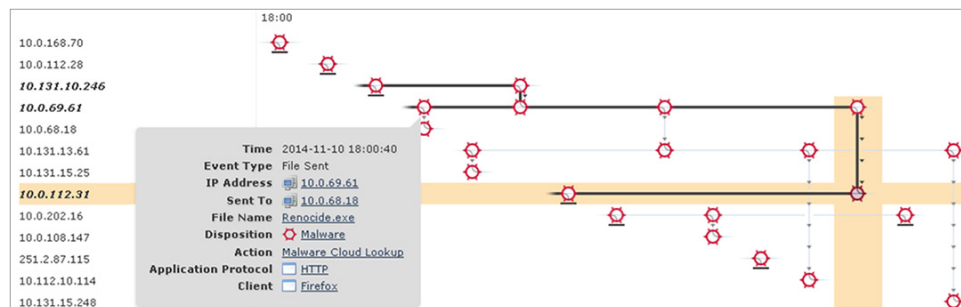 18:00
10.0.168.70
10.0.112.28
10.131.10.246
10.0.69.61
10.0.68.18
10.131.13.61
10.131.15.25
10.0.112.31
10.0.202.16
10.0.108.147
251.2.87.115
10.112.10.114
10.131.15.248
Time 2014-11-10 18:00:40
Event Type File Sent
IP Address 10.0.69.61
Sent To 10.0.68.18
File Name Renocide.exe
Disposition Malware
Action Malware Cloud Lookup
Application Protocol HTTP
Client Firefox